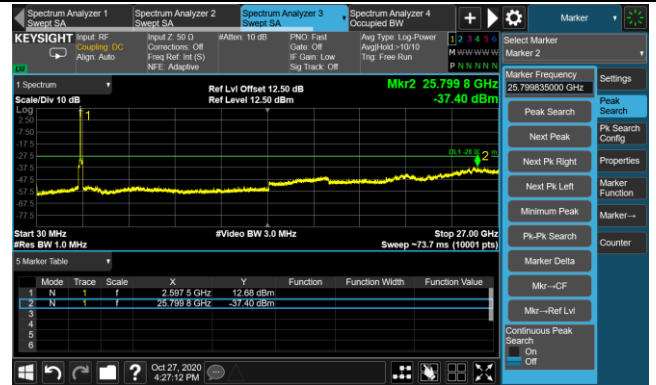 Spectrum Analyzer 1
Swept SA
Spectrum Analyzer 2
Swept SA
Spectrum Analyzer 3
Swept SA
Spectrum Analyzer 4
Occupied BW
+
Marker
KEYSIGHT
Input: RF
Coupling: DC
Align: Auto
Input Z: 50 Ω
Corrections: Off
Freq Ref: Int (S)
NFE: Adaptive
#Atten: 10 dB
PNO: Fast
Gate: Off
IF Gain: Low
Sig Track: Off
Avg Type: Log-Power
Avg|Hold:>10/10
Trig: Free Run
1 2 3 4 5 6
M W W W W W
P N N N N N
Select Marker
Marker 2
1 Spectrum
Scale/Div 10 dB
Log
Ref Lvl Offset 12.50 dB
Ref Level 12.50 dBm
Mkr2 25.799 8 GHz
-37.40 dBm
2.50
-7.50
-17.5
-27.5
-37.5
-47.5
-57.5
-67.5
-77.5
1
2
Start 30 MHz
#Res BW 1.0 MHz
#Video BW 3.0 MHz
Stop 27.00 GHz
Sweep ~73.7 ms (10001 pts)
5 Marker Table
Mode Trace Scale X Y Function Function Width Function Value
1 N 1 f 2.597 5 GHz 12.68 dBm
2 N 1 f 25.799 8 GHz -37.40 dBm
3
4
5
6
Marker Frequency
25.799835000 GHz
Peak Search
Next Peak
Next Pk Right
Next Pk Left
Minimum Peak
Pk-Pk Search
Marker Delta
Mkr→CF
Mkr→Ref Lvl
Continuous Peak
Search
On
Off
Settings
Peak
Search
Pk Search
Config
Properties
Marker
Function
Marker→
Counter
?
Oct 27, 2020
4:27:12 PM